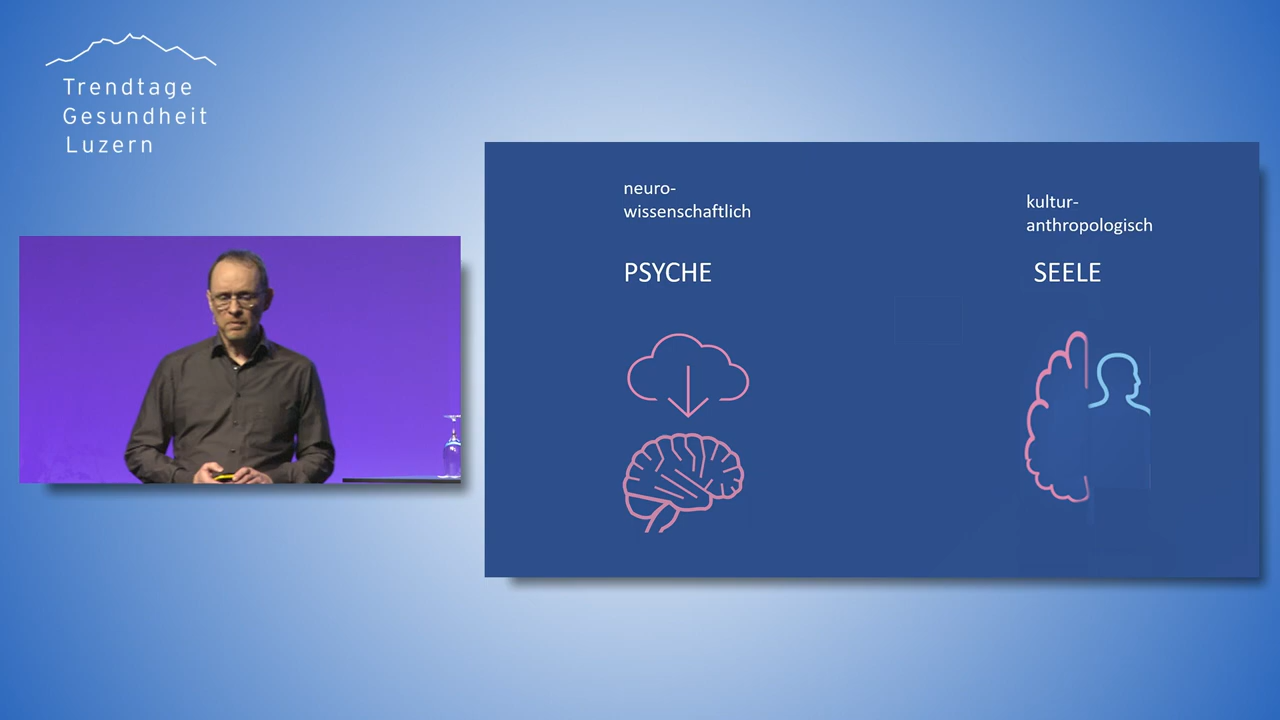 Trendtage
Gesundheit
Luzern
neuro-
wissenschaftlich
PSYCHE
kultur-
anthropologisch
SEELE